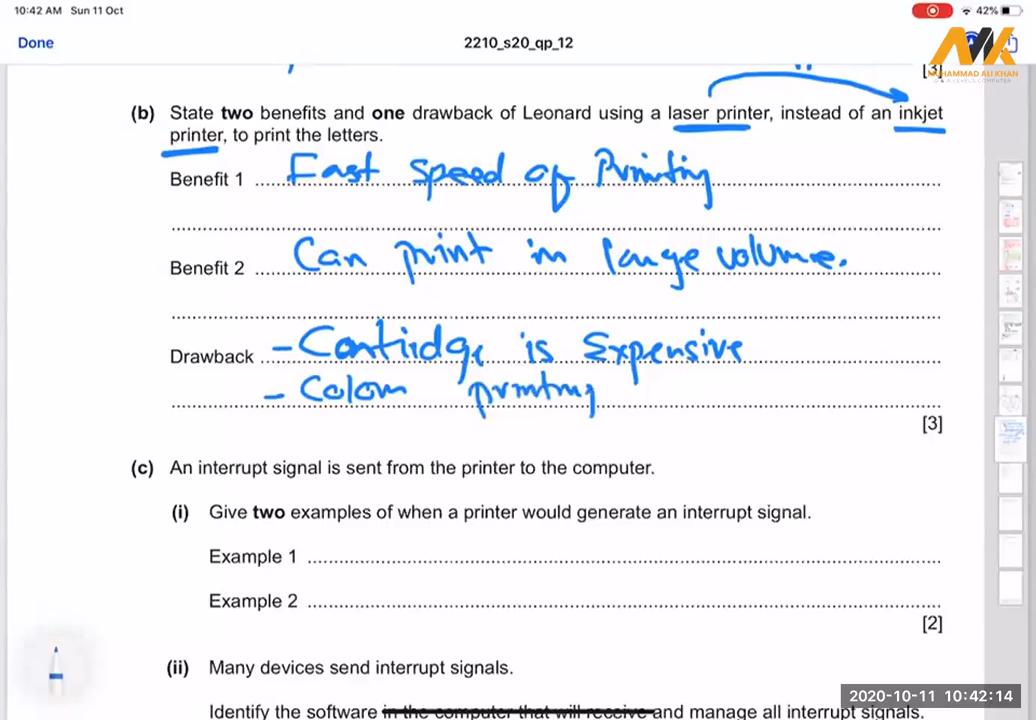 10:42 AM Sun 11 Oct
42%
Done
2210_s20_qp_12
MUHAMMAD ALI KHAN
[3]
(b) State two benefits and one drawback of Leonard using a laser printer, instead of an inkjet
printer, to print the letters.
Benefit 1 Fast Speed of Printing
Benefit 2 Can print in large volume.
Drawback - Cartiidge is Expensive
- Colour printing
[3]
(c) An interrupt signal is sent from the printer to the computer.
(i) Give two examples of when a printer would generate an interrupt signal.
Example 1
Example 2
[2]
(ii) Many devices send interrupt signals.
Identify the software in the computer that will receive and manage all interrupt signals.
2020-10-11 10:42:14